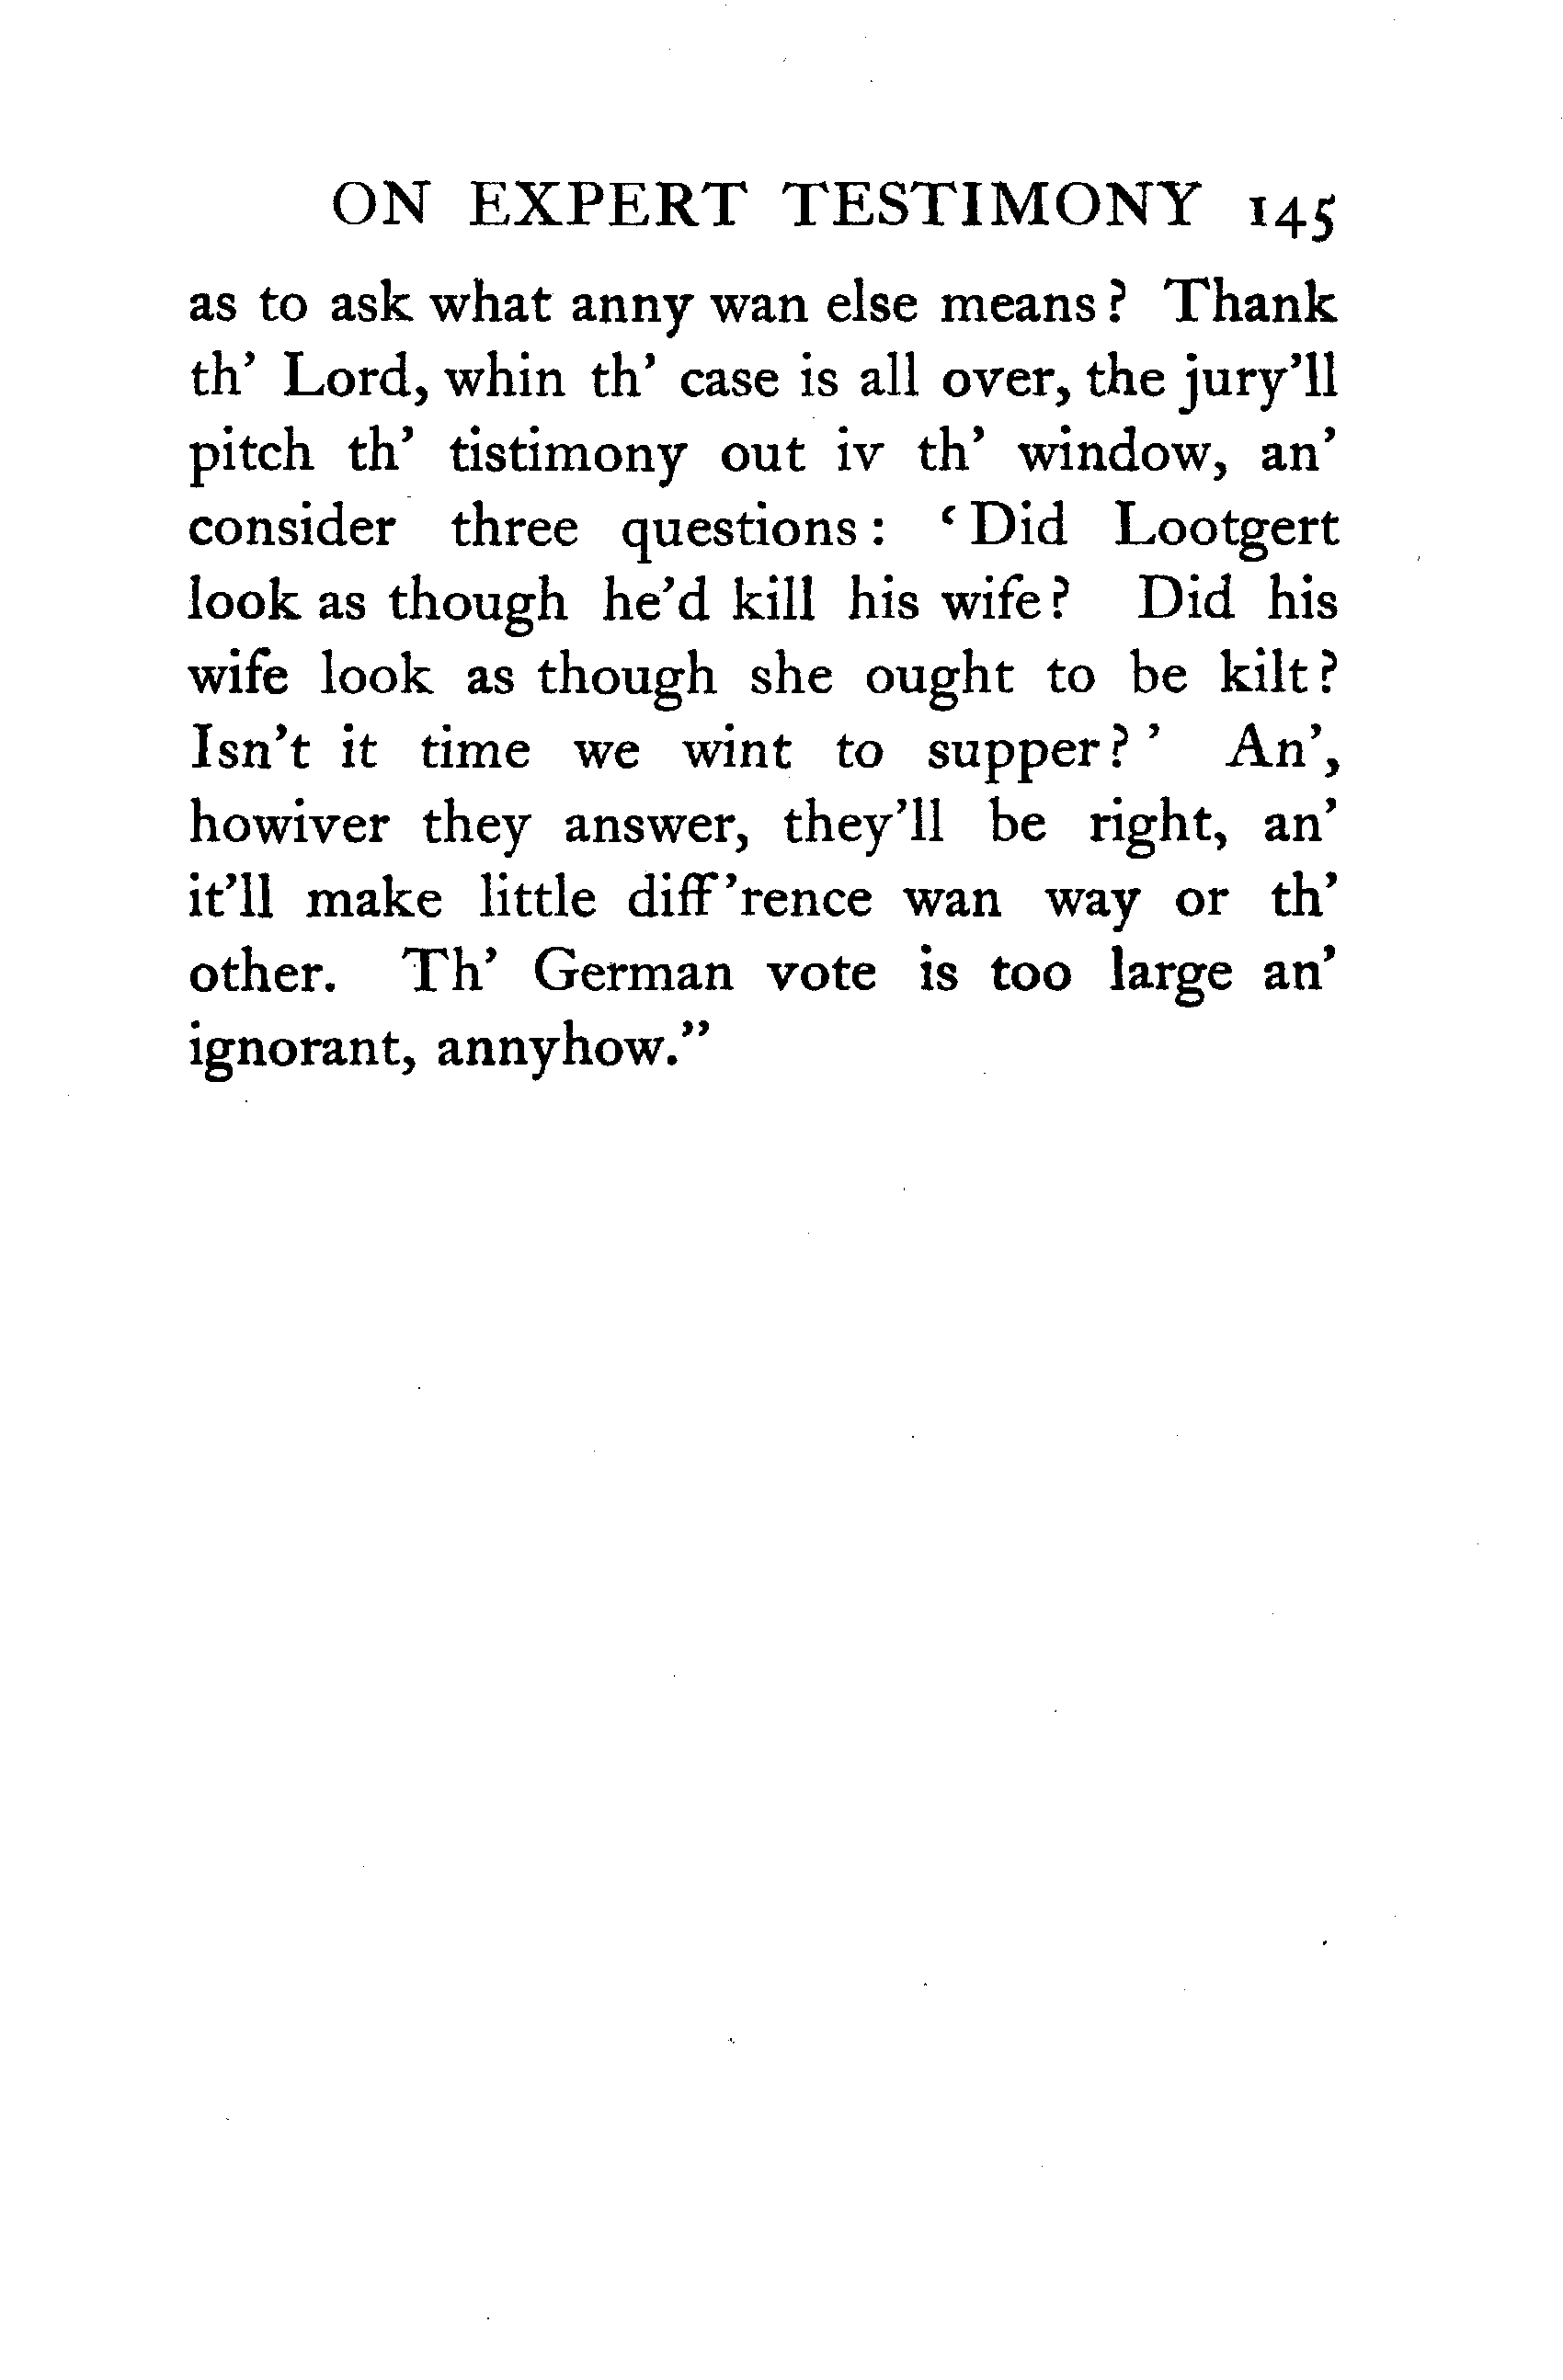 ON EXPERT TESTIMONY 145
as to ask what anny wan else means? Thank
th' Lord, whin th' case is all over, the jury'll
pitch th' tistimony out iv th' window, an'
consider three questions: ‘Did Lootgert
look as though he'd kill his wife? Did his
wife look as though she ought to be kilt?
Isn't it time we wint to supper?’ An',
howiver they answer, they'll be right, an'
it'll make little diff'rence wan way or th'
other. Th' German vote is too large an'
ignorant, annyhow.”